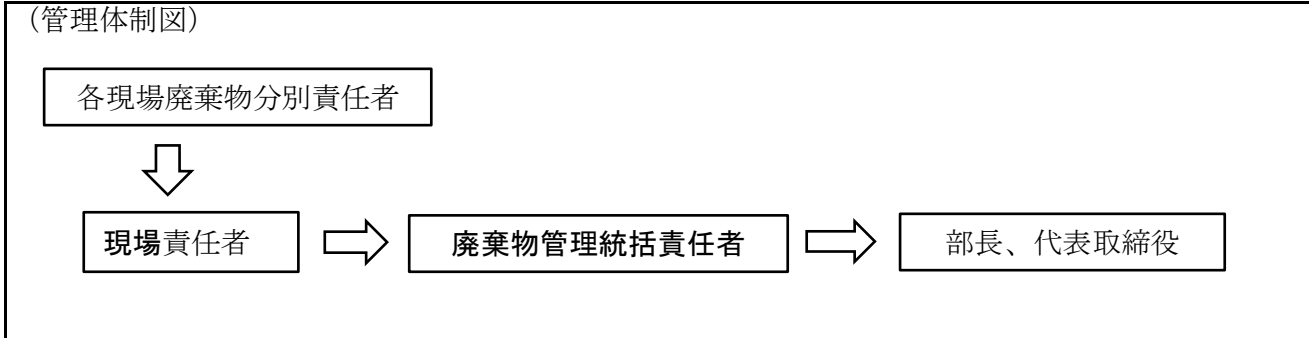 （管理体制図）
各現場廃棄物分別責任者
現場責任者
廃棄物管理統括責任者
部長、代表取締役